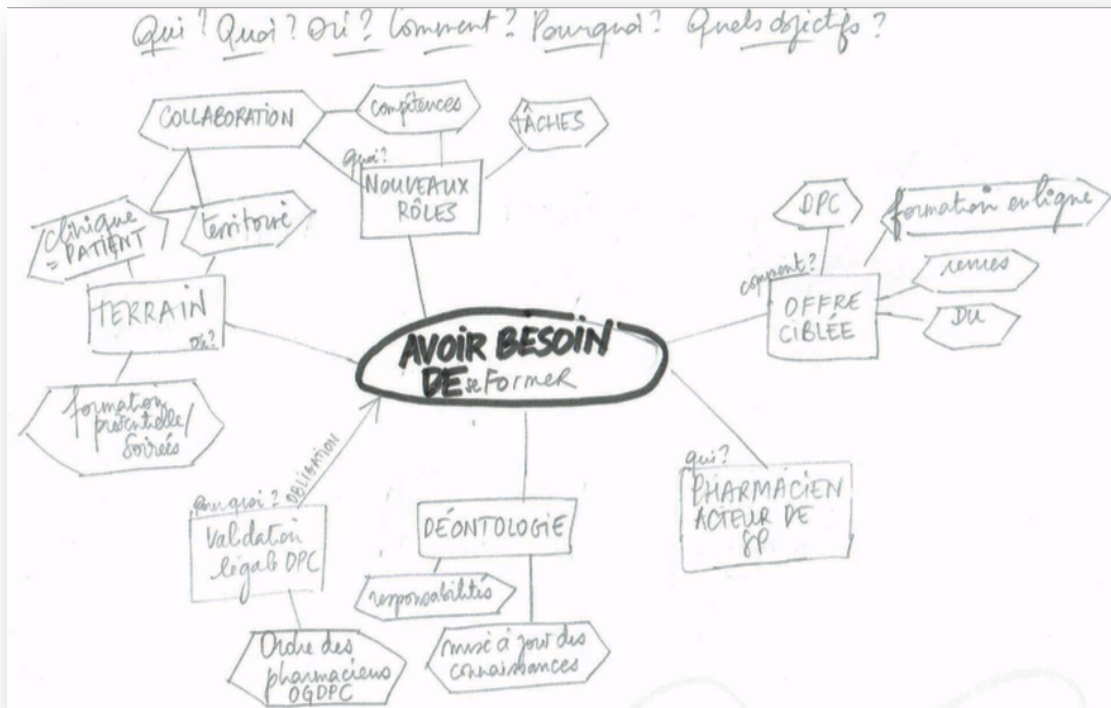 Qui ? Quoi ? Où ? Comment ? Pourquoi ? Quels objectifs ?
COLLABORATION
compétences
TÂCHES
quoi ?
NOUVEAUX
RÔLES
clinique
= PATIENT
territoire
TERRAIN
où ?
formation
présentielle/
Soirées
DPC
formation en ligne
comment ?
revues
OFFRE
CIBLÉE
DU
AVOIR BESOIN
DE se FORMER
OBLIGATION
Pourquoi ?
Validation
légale DPC
Ordre des
pharmaciens
OGDPC
DÉONTOLOGIE
responsabilités
mise à jour des
connaissances
qui ?
PHARMACIEN
ACTEUR DE
SP